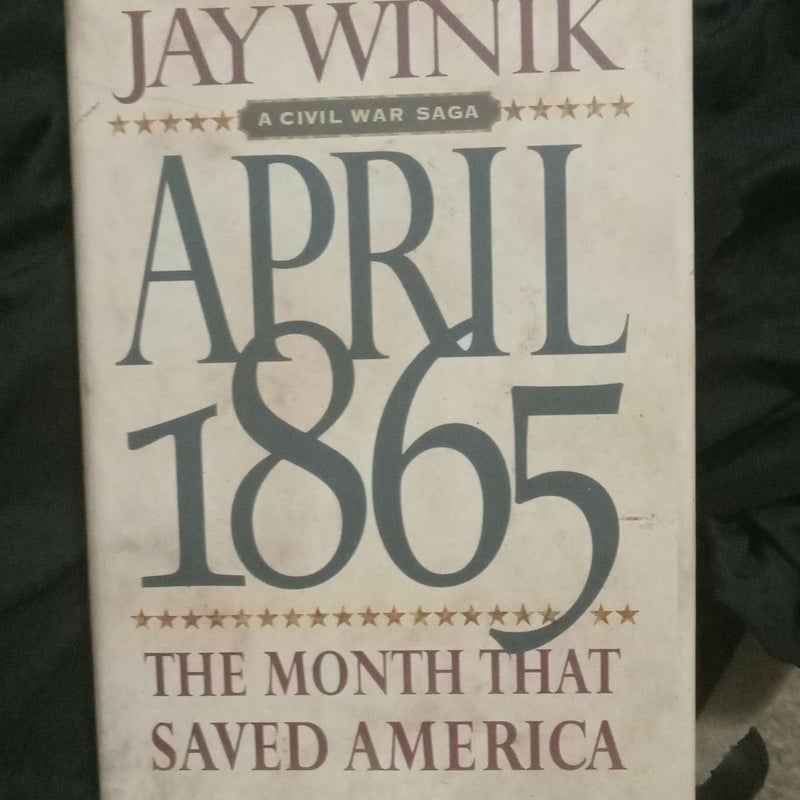 JAY WINIK
A CIVIL WAR SAGA
APRIL
1865
THE MONTH THAT
SAVED AMERICA